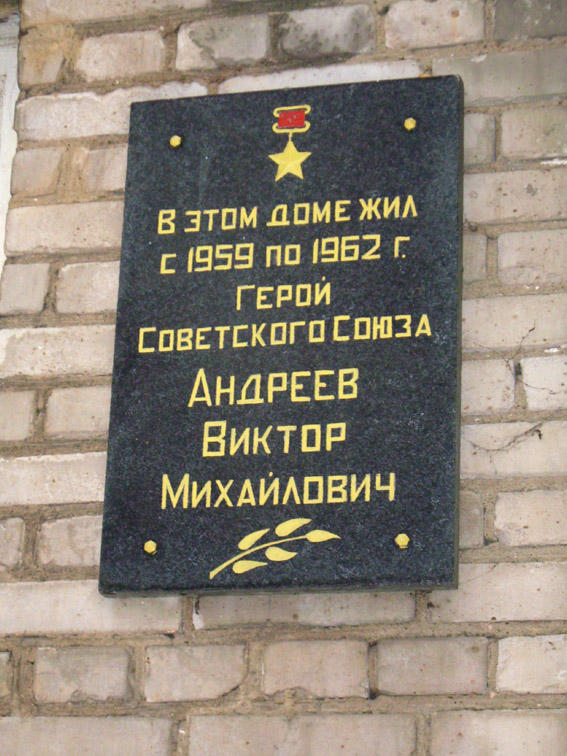 В ЭТОМ ДОМЕ ЖИЛ
С 1959 ПО 1962 Г.
ГЕРОЙ
СОВЕТСКОГО СОЮЗА
АНДРЕЕВ
ВИКТОР
МИХАЙЛОВИЧ